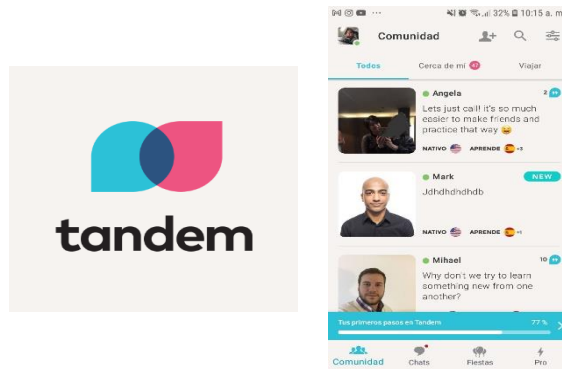 tandem
32% 10:15 a. m
Comunidad
Todos Cerca de mí 47 Viajar
Angela 2
Lets just call! it's so much
easier to make friends and
practice that way
NATIVO APRENDE +3
Mark NEW
Jdhdhdhdhdb
NATIVO APRENDE +1
Mihael 10
Why don't we try to learn
something new from one
another?
Tus primeros pasos en Tandem 77 %
Comunidad Chats Fiestas Pro